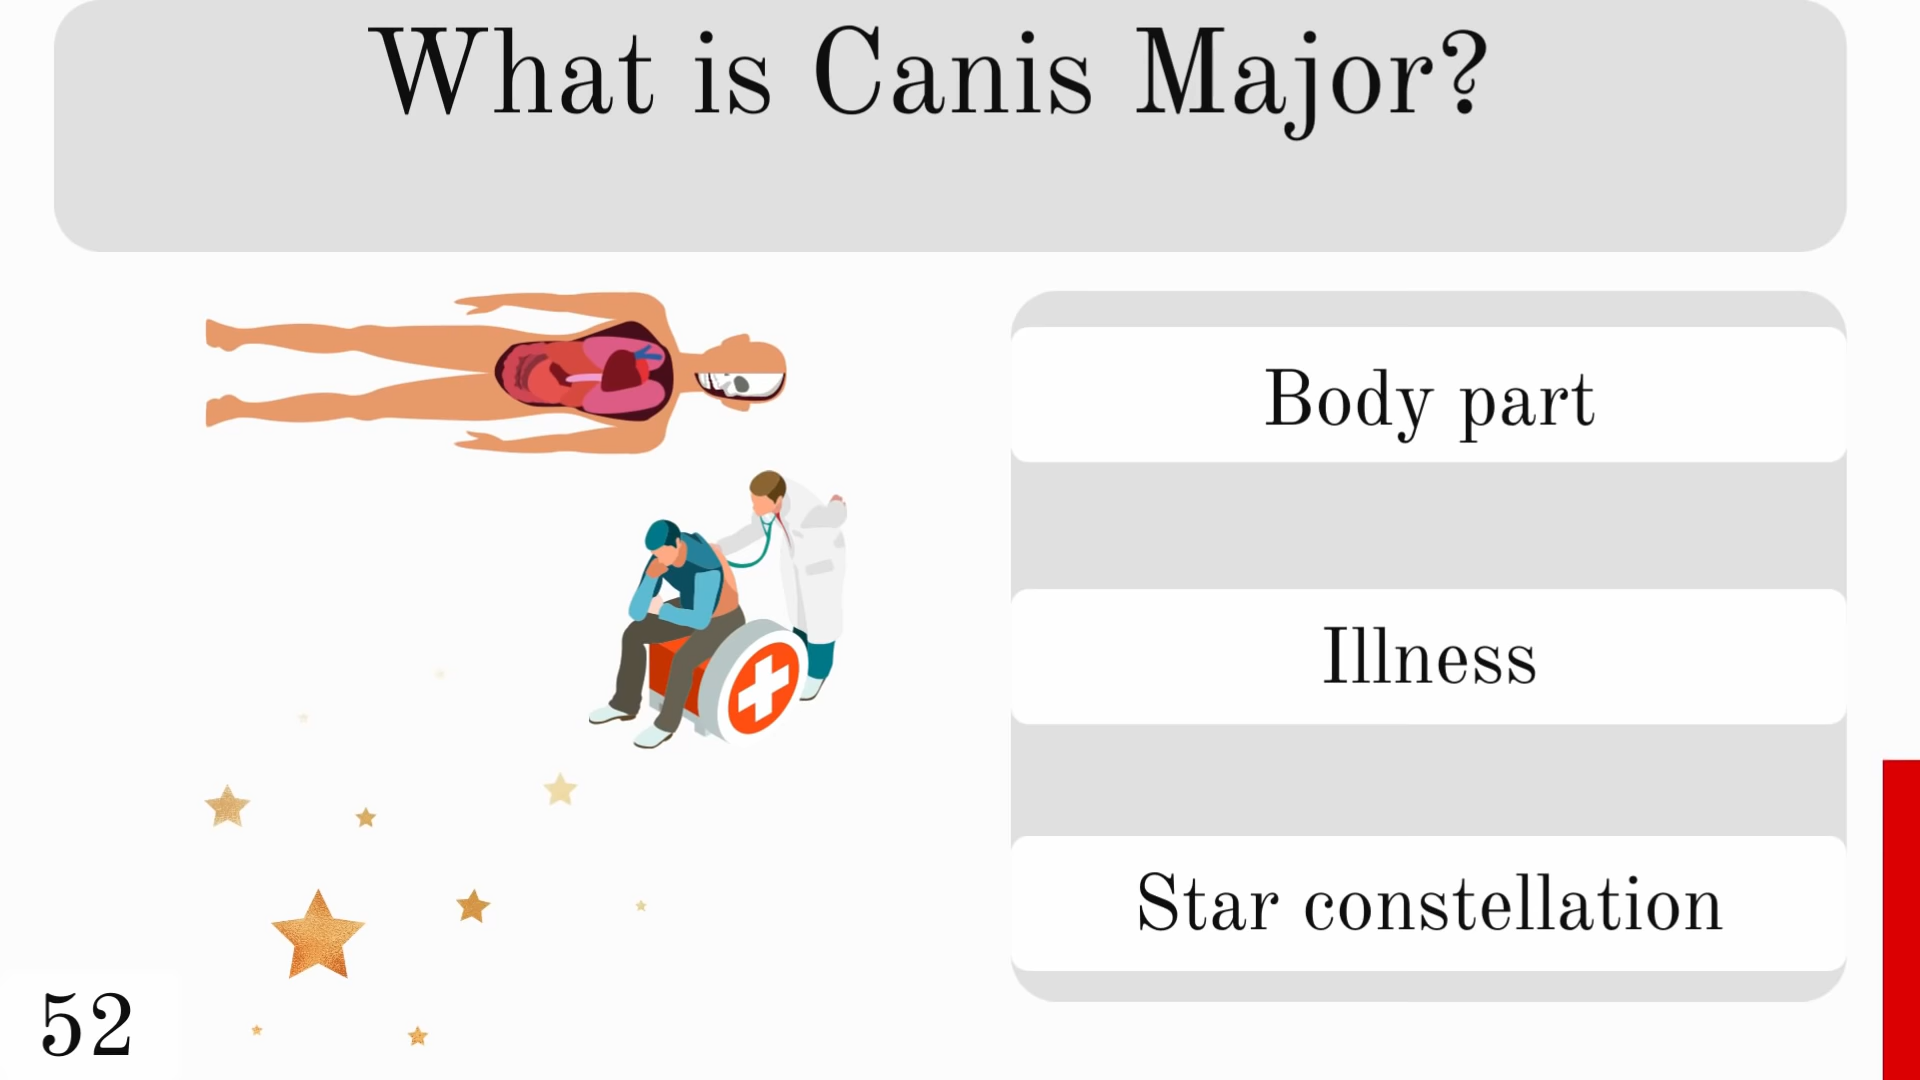 What is Canis Major?
Body part
Illness
Star constellation
52